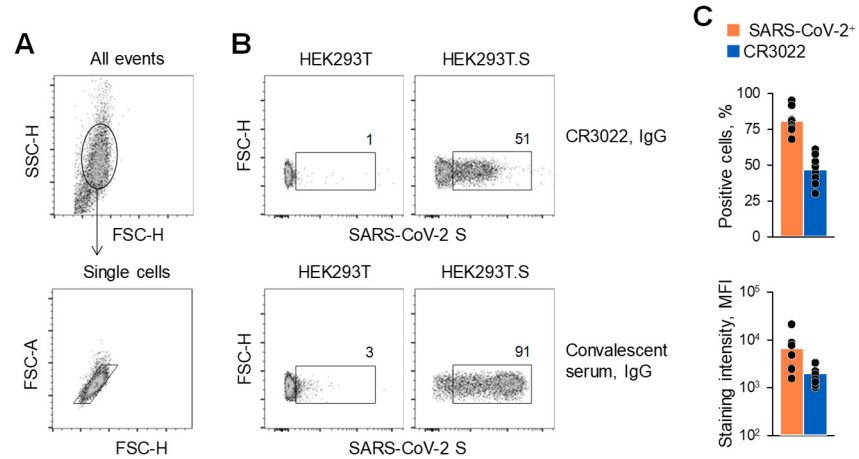 A
All events
SSC-H
FSC-H
Single cells
FSC-A
FSC-H
B
HEK293T
HEK293T.S
FSC-H
1
51
CR3022, IgG
SARS-CoV-2 S
HEK293T
HEK293T.S
FSC-H
3
91
Convalescent
serum, IgG
SARS-CoV-2 S
C
SARS-CoV-2+
CR3022
Positive cells, %
100
75
50
25
0
Staining intensity, MFI
10⁵
10⁴
10³
10²